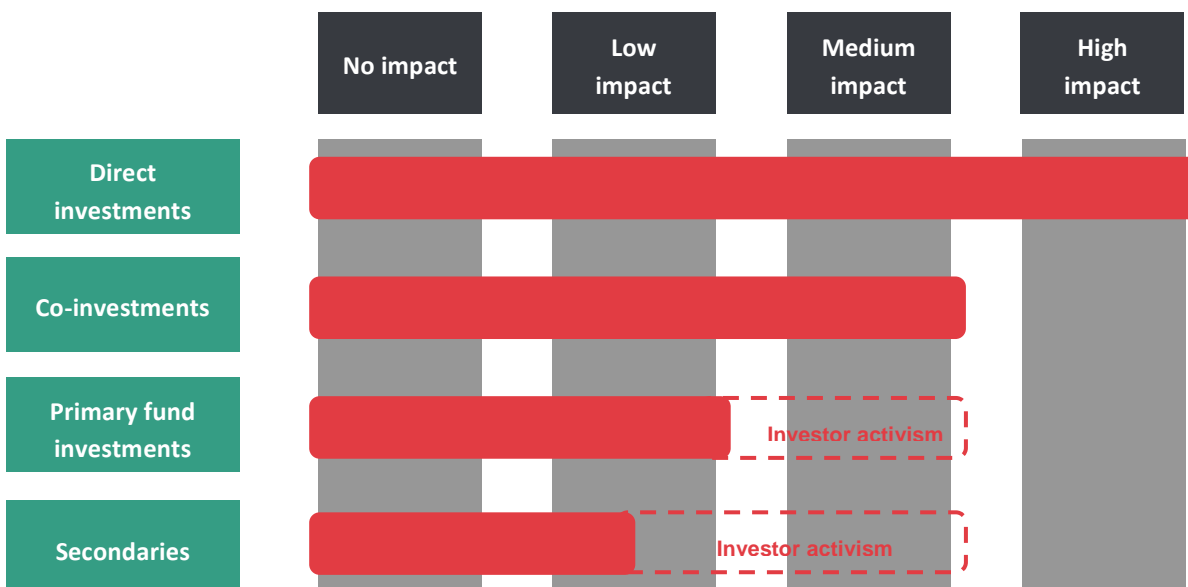 No impact
Low
impact
Medium
impact
High
impact
Direct
investments
Co-investments
Primary fund
investments
Investor activism
Secondaries
Investor activism